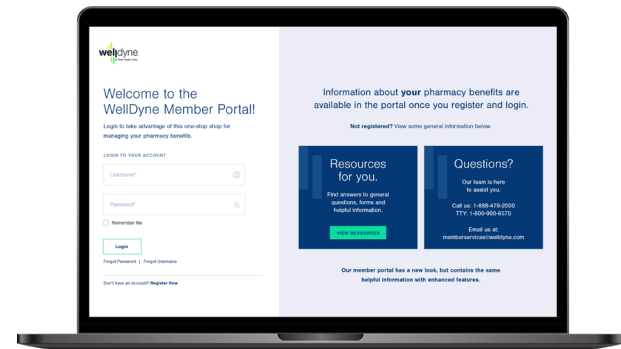 welldyne
Welcome to the
WellDyne Member Portal!
Login to take advantage of this one-stop shop for
managing your pharmacy benefits.
LOGIN TO YOUR ACCOUNT
Username*
Password*
Remember Me
Login
Forgot Password | Forgot Username
Don't have an account? Register Now
Information about your pharmacy benefits are
available in the portal once you register and login.
Not registered? View some general information below.
Resources
for you.
Find answers to general
questions, forms and
helpful information.
VIEW RESOURCES
Questions?
Our team is here
to assist you.
Call us: 1-888-479-2000
TTY: 1-800-900-6570
Email us at:
memberservices@welldyne.com
Our member portal has a new look, but contains the same
helpful information with enhanced features.